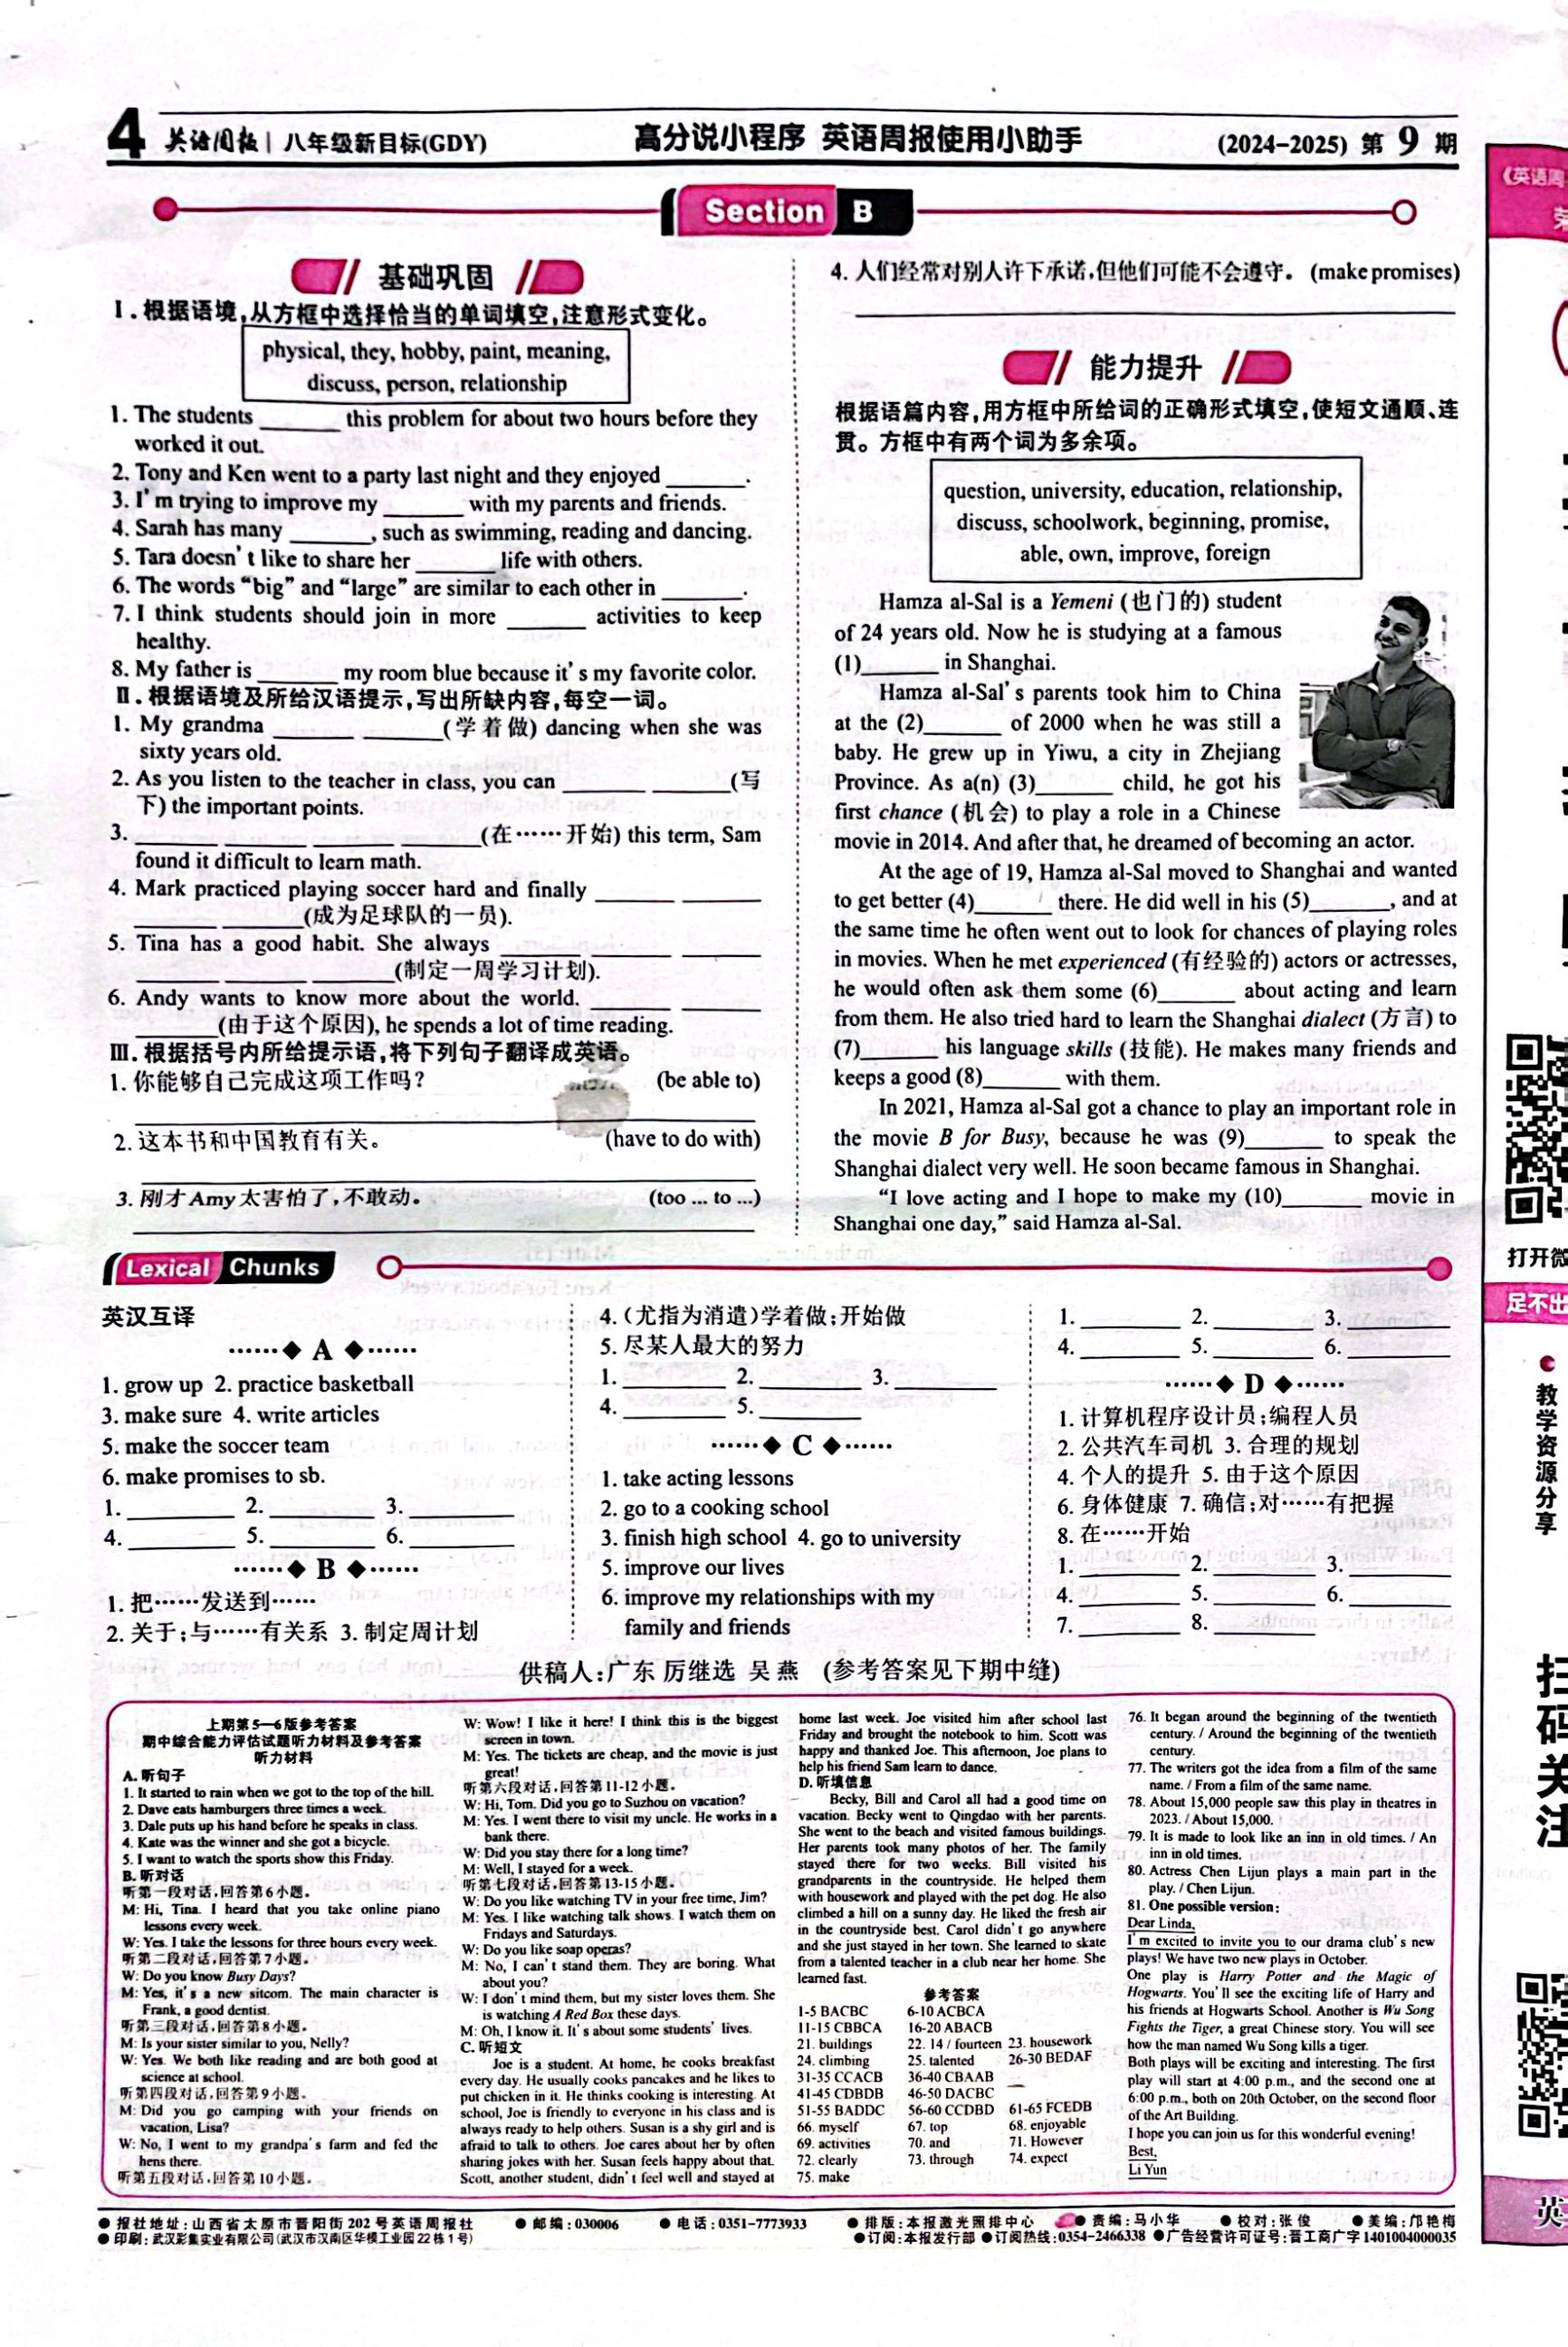 4 英语周报 | 八年级新目标(GDY) 高分说小程序 英语周报使用小助手 (2024-2025) 第 9 期
Section B
基础巩固
Ⅰ.根据语境,从方框中选择恰当的单词填空,注意形式变化。
physical, they, hobby, paint, meaning,
discuss, person, relationship
1. The students ______ this problem for about two hours before they
worked it out.
2. Tony and Ken went to a party last night and they enjoyed ______.
3. I'm trying to improve my ______ with my parents and friends.
4. Sarah has many ______, such as swimming, reading and dancing.
5. Tara doesn't like to share her ______ life with others.
6. The words "big" and "large" are similar to each other in ______.
7. I think students should join in more ______ activities to keep
healthy.
8. My father is ______ my room blue because it's my favorite color.
Ⅱ.根据语境及所给汉语提示,写出所缺内容,每空一词。
1. My grandma ______ ______(学着做) dancing when she was
sixty years old.
2. As you listen to the teacher in class, you can ______ ______(写
下) the important points.
3. ______ ______ ______ ______(在……开始) this term, Sam
found it difficult to learn math.
4. Mark practiced playing soccer hard and finally ______ ______
______ ______(成为足球队的一员).
5. Tina has a good habit. She always ______ ______ ______
______ ______ ______(制定一周学习计划).
6. Andy wants to know more about the world. ______ ______
______(由于这个原因), he spends a lot of time reading.
Ⅲ.根据括号内所给提示语,将下列句子翻译成英语。
1. 你能够自己完成这项工作吗? (be able to)
2. 这本书和中国教育有关。 (have to do with)
3. 刚才Amy太害怕了,不敢动。 (too ... to ...)
4. 人们经常对别人许下承诺,但他们可能不会遵守。 (make promises)
能力提升
根据语篇内容,用方框中所给词的正确形式填空,使短文通顺、连
贯。方框中有两个词为多余项。
question, university, education, relationship,
discuss, schoolwork, beginning, promise,
able, own, improve, foreign
Hamza al-Sal is a Yemeni (也门的) student
of 24 years old. Now he is studying at a famous
(1)______ in Shanghai.
Hamza al-Sal's parents took him to China
at the (2)______ of 2000 when he was still a
baby. He grew up in Yiwu, a city in Zhejiang
Province. As a(n) (3)______ child, he got his
first chance (机会) to play a role in a Chinese
movie in 2014. And after that, he dreamed of becoming an actor.
At the age of 19, Hamza al-Sal moved to Shanghai and wanted
to get better (4)______ there. He did well in his (5)______, and at
the same time he often went out to look for chances of playing roles
in movies. When he met experienced (有经验的) actors or actresses,
he would often ask them some (6)______ about acting and learn
from them. He also tried hard to learn the Shanghai dialect (方言) to
(7)______ his language skills (技能). He makes many friends and
keeps a good (8)______ with them.
In 2021, Hamza al-Sal got a chance to play an important role in
the movie B for Busy, because he was (9)______ to speak the
Shanghai dialect very well. He soon became famous in Shanghai.
"I love acting and I hope to make my (10)______ movie in
Shanghai one day," said Hamza al-Sal.
Lexical Chunks
英汉互译
……◆ A ◆……
1. grow up 2. practice basketball
3. make sure 4. write articles
5. make the soccer team
6. make promises to sb.
1. ______ 2. ______ 3. ______
4. ______ 5. ______ 6. ______
……◆ B ◆……
1. 把……发送到……
2. 关于;与……有关系 3. 制定周计划
4. (尤指为消遣)学着做;开始做
5. 尽某人最大的努力
1. ______ 2. ______ 3. ______
4. ______ 5. ______
……◆ C ◆……
1. take acting lessons
2. go to a cooking school
3. finish high school 4. go to university
5. improve our lives
6. improve my relationships with my
family and friends
1. ______ 2. ______ 3. ______
4. ______ 5. ______ 6. ______
……◆ D ◆……
1. 计算机程序设计员;编程人员
2. 公共汽车司机 3. 合理的规划
4. 个人的提升 5. 由于这个原因
6. 身体健康 7. 确信;对……有把握
8. 在……开始
1. ______ 2. ______ 3. ______
4. ______ 5. ______ 6. ______
7. ______ 8. ______
供稿人:广东 厉继选 吴燕 (参考答案见下期中缝)
上期第5—6版参考答案
期中综合能力评估试题听力材料及参考答案
听力材料
A. 听句子
1. It started to rain when we got to the top of the hill.
2. Dave eats hamburgers three times a week.
3. Dale puts up his hand before he speaks in class.
4. Kate was the winner and she got a bicycle.
5. I want to watch the sports show this Friday.
B. 听对话
听第一段对话,回答第6小题。
M: Hi, Tina. I heard that you take online piano
lessons every week.
W: Yes. I take the lessons for three hours every week.
听第二段对话,回答第7小题。
W: Do you know Busy Days?
M: Yes, it's a new sitcom. The main character is
Frank, a good dentist.
听第三段对话,回答第8小题。
M: Is your sister similar to you, Nelly?
W: Yes. We both like reading and are both good at
science at school.
听第四段对话,回答第9小题。
M: Did you go camping with your friends on
vacation, Lisa?
W: No, I went to my grandpa's farm and fed the
hens there.
听第五段对话,回答第10小题。
W: Wow! I like it here! I think this is the biggest
screen in town.
M: Yes. The tickets are cheap, and the movie is just
great!
听第六段对话,回答第11-12小题。
W: Hi, Tom. Did you go to Suzhou on vacation?
M: Yes. I went there to visit my uncle. He works in a
bank there.
W: Did you stay there for a long time?
M: Well, I stayed for a week.
听第七段对话,回答第13-15小题。
W: Do you like watching TV in your free time, Jim?
M: Yes. I like watching talk shows. I watch them on
Fridays and Saturdays.
W: Do you like soap operas?
M: No, I can't stand them. They are boring. What
about you?
W: I don't mind them, but my sister loves them. She
is watching A Red Box these days.
M: Oh, I know it. It's about some students' lives.
C. 听短文
Joe is a student. At home, he cooks breakfast
every day. He usually cooks pancakes and he likes to
put chicken in it. He thinks cooking is interesting. At
school, Joe is friendly to everyone in his class and is
always ready to help others. Susan is a shy girl and is
afraid to talk to others. Joe cares about her by often
sharing jokes with her. Susan feels happy about that.
Scott, another student, didn't feel well and stayed at
home last week. Joe visited him after school last
Friday and brought the notebook to him. Scott was
happy and thanked Joe. This afternoon, Joe plans to
help his friend Sam learn to dance.
D. 听填信息
Becky, Bill and Carol all had a good time on
vacation. Becky went to Qingdao with her parents.
She went to the beach and visited famous buildings.
Her parents took many photos of her. The family
stayed there for two weeks. Bill visited his
grandparents in the countryside. He helped them
with housework and played with the pet dog. He also
climbed a hill on a sunny day. He liked the fresh air
in the countryside best. Carol didn't go anywhere
and she just stayed in her town. She learned to skate
from a talented teacher in a club near her home. She
learned fast.
参考答案
1-5 BACBC 6-10 ACBCA
11-15 CBBCA 16-20 ABACB
21. buildings 22. 14 / fourteen 23. housework
24. climbing 25. talented 26-30 BEDAF
31-35 CCACB 36-40 CBAAB
41-45 CDBDB 46-50 DACBC
51-55 BADDC 56-60 CCDBD 61-65 FCEDB
66. myself 67. top 68. enjoyable
69. activities 70. and 71. However
72. clearly 73. through 74. expect
75. make
76. It began around the beginning of the twentieth
century. / Around the beginning of the twentieth
century.
77. The writers got the idea from a film of the same
name. / From a film of the same name.
78. About 15,000 people saw this play in theatres in
2023. / About 15,000.
79. It is made to look like an inn in old times. / An
inn in old times.
80. Actress Chen Lijun plays a main part in the
play. / Chen Lijun.
81. One possible version:
Dear Linda,
I'm excited to invite you to our drama club's new
plays! We have two new plays in October.
One play is Harry Potter and the Magic of
Hogwarts. You'll see the exciting life of Harry and
his friends at Hogwarts School. Another is Wu Song
Fights the Tiger, a great Chinese story. You will see
how the man named Wu Song kills a tiger.
Both plays will be exciting and interesting. The first
play will start at 4:00 p.m., and the second one at
6:00 p.m., both on 20th October, on the second floor
of the Art Building.
I hope you can join us for this wonderful evening!
Best,
Li Yun
●报社地址:山西省太原市晋阳街202号英语周报社 ●邮编:030006 ●电话:0351-7773933 ●排版:本报激光照排中心 ●责编:马小华 ●校对:张俊 ●美编:邝艳梅
●印刷:武汉彩集实业有限公司(武汉市汉南区华模工业园22栋1号) ●订阅:本报发行部 ●订阅热线:0354-2466338 ●广告经营许可证号:晋工商广字1401004000035
《英语周
打开微
足不出
教学资源分享
扫码关注
英